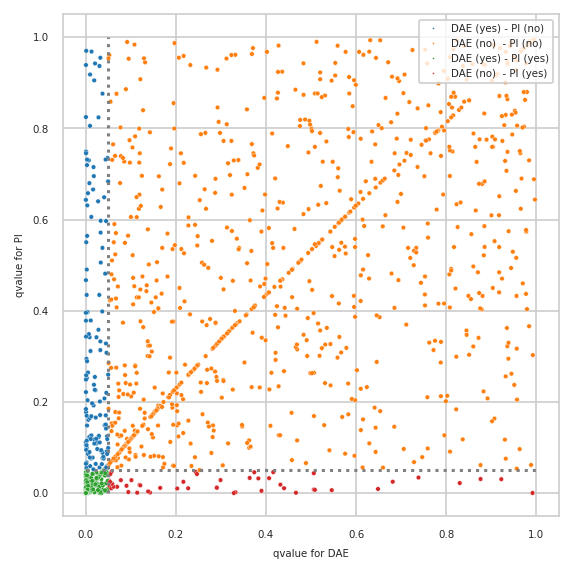 DAE (yes) - PI (no)
DAE (no)  - PI (no)
DAE (yes) - PI (yes)
DAE (no)  - PI (yes)
1.0
0.8
0.6
0.4
0.2
0.0
qvalue for PI
0.0 0.2 0.4 0.6 0.8 1.0
qvalue for DAE